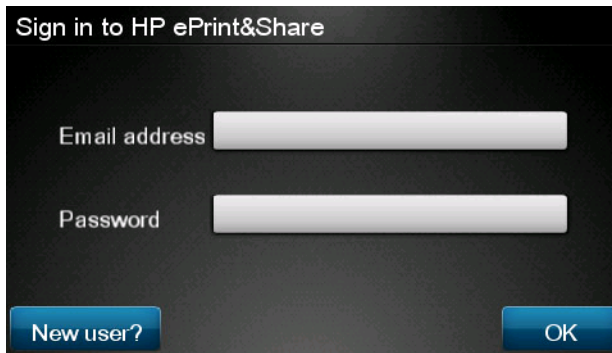 Sign in to HP ePrint&Share
Email address
Password
New user?
OK